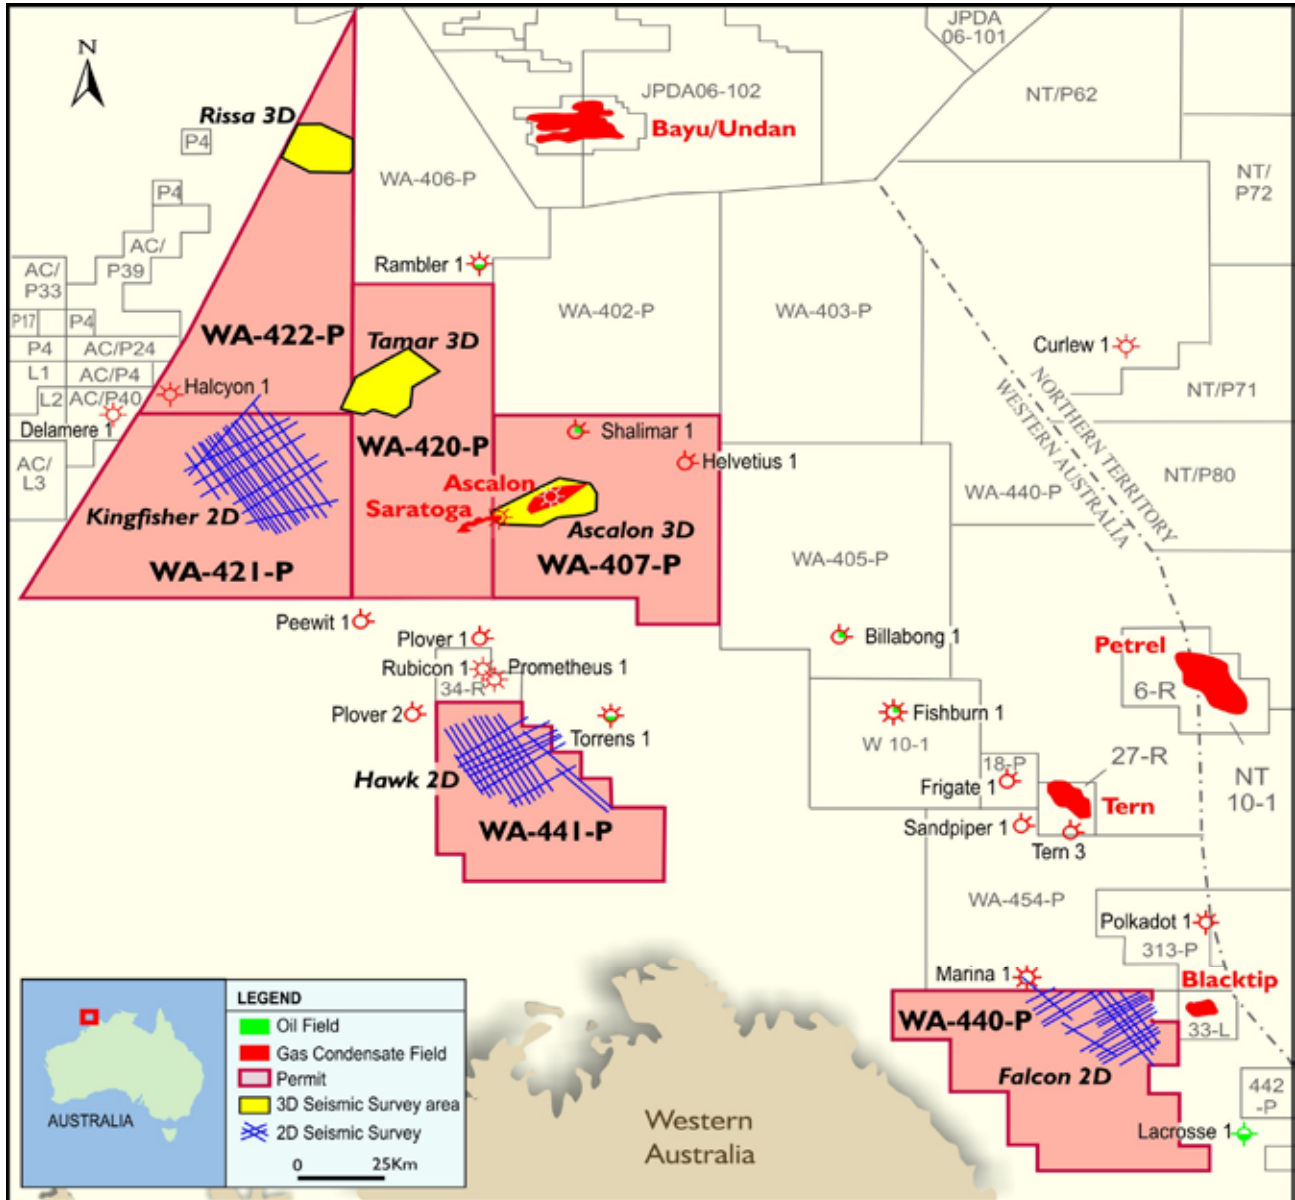 N
JPDA
06-101
JPDA06-102
NT/P62
Rissa 3D
Bayu/Undan
P4
WA-406-P
NT/
P72
P4
AC/
P39
AC/
P33
Rambler 1
P17
P4
WA-422-P
WA-402-P
WA-403-P
Tamar 3D
Curlew 1
P4
AC/P24
L1
AC/P4
L2
AC/P40
Halcyon 1
NT/P71
Delamere 1
WA-420-P
Shalimar 1
NORTHERN TERRITORY
WESTERN AUSTRALIA
AC/
L3
Helvetius 1
NT/P80
Ascalon
WA-440-P
Saratoga
Kingfisher 2D
Ascalon 3D
WA-421-P
WA-407-P
WA-405-P
Peewit 1
Plover 1
Billabong 1
Petrel
Rubicon 1
Prometheus 1
34-R
6-R
Plover 2
Torrens 1
Fishburn 1
W 10-1
Hawk 2D
18-P
27-R
NT
10-1
Frigate 1
Tern
WA-441-P
Sandpiper 1
Tern 3
WA-454-P
Polkadot 1
313-P
Marina 1
Blacktip
WA-440-P
33-L
Falcon 2D
442
-P
Lacrosse 1
Western
Australia
AUSTRALIA
LEGEND
Oil Field
Gas Condensate Field
Permit
3D Seismic Survey area
2D Seismic Survey
0 25Km